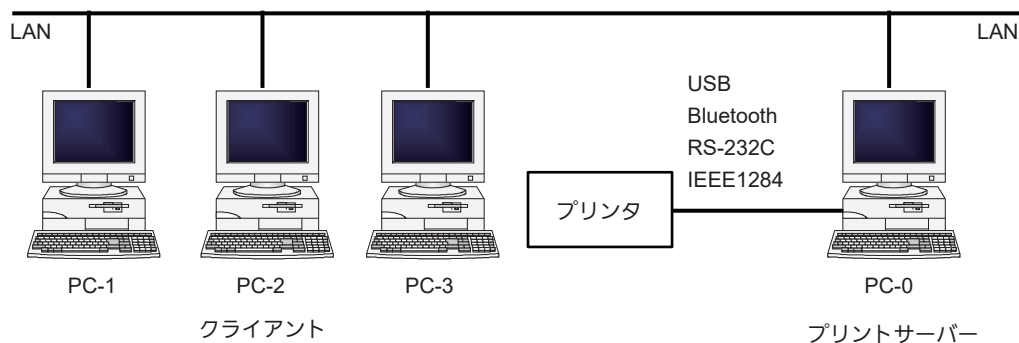 LAN
LAN
USB
Bluetooth
RS-232C
IEEE1284
プリンタ
PC-1
PC-2
PC-3
PC-0
クライアント
プリントサーバー